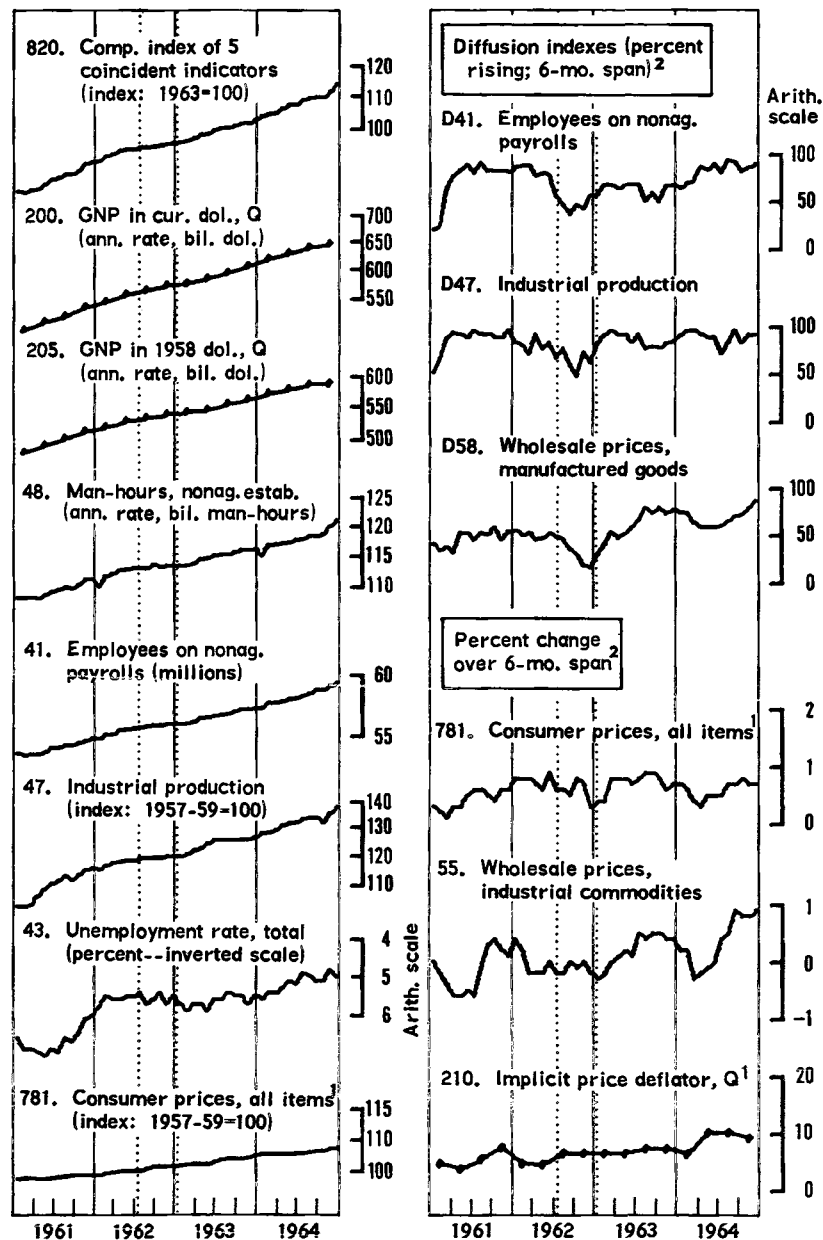 820. Comp. index of 5
coincident indicators
(index: 1963=100)
120
110
100
200. GNP in cur. dol., Q
(ann. rate, bil. dol.)
700
650
600
550
205. GNP in 1958 dol., Q
(ann. rate, bil. dol.)
600
550
500
48. Man-hours, nonag. estab.
(ann. rate, bil. man-hours)
125
120
115
110
41. Employees on nonag.
payrolls (millions)
60
55
47. Industrial production
(index: 1957-59=100)
140
130
120
110
43. Unemployment rate, total
(percent--inverted scale)
4
5
6
Arith. scale
781. Consumer prices, all items1
(index: 1957-59=100)
115
110
100
1961 1962 1963 1964
Diffusion indexes (percent
rising; 6-mo. span)2
Arith.
scale
D41. Employees on nonag.
payrolls
100
50
0
D47. Industrial production
100
50
0
D58. Wholesale prices,
manufactured goods
100
50
0
Percent change
over 6-mo. span2
781. Consumer prices, all items1
2
1
0
55. Wholesale prices,
industrial commodities
1
0
-1
210. Implicit price deflator, Q1
20
10
0
1961 1962 1963 1964